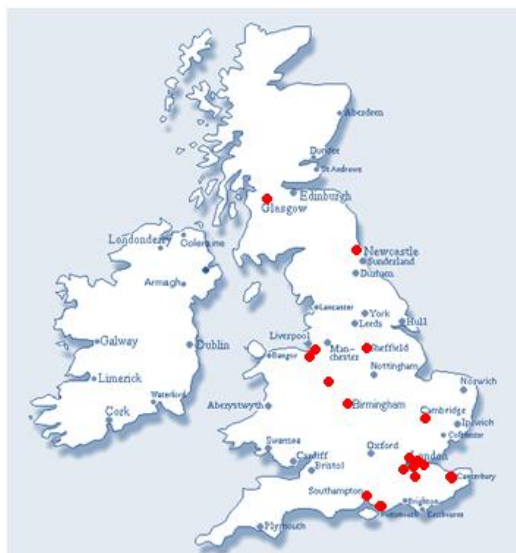 Aberdeen
Dundee
St Andrews
Edinburgh
Glasgow
Londonderry
Coleraine
Newcastle
Sunderland
Durham
Armagh
Lancaster
York
Leeds
Hull
Galway
Dublin
Liverpool
Man-
chester
Sheffield
Bangor
Nottingham
Limerick
Norwich
Waterford
Aberystwyth
Birmingham
Cambridge
Cork
Ipswich
Colchester
Swansea
Oxford
Cardiff
London
Bristol
Canterbury
Southampton
Brighton
Portsmouth
Eastbourne
Plymouth